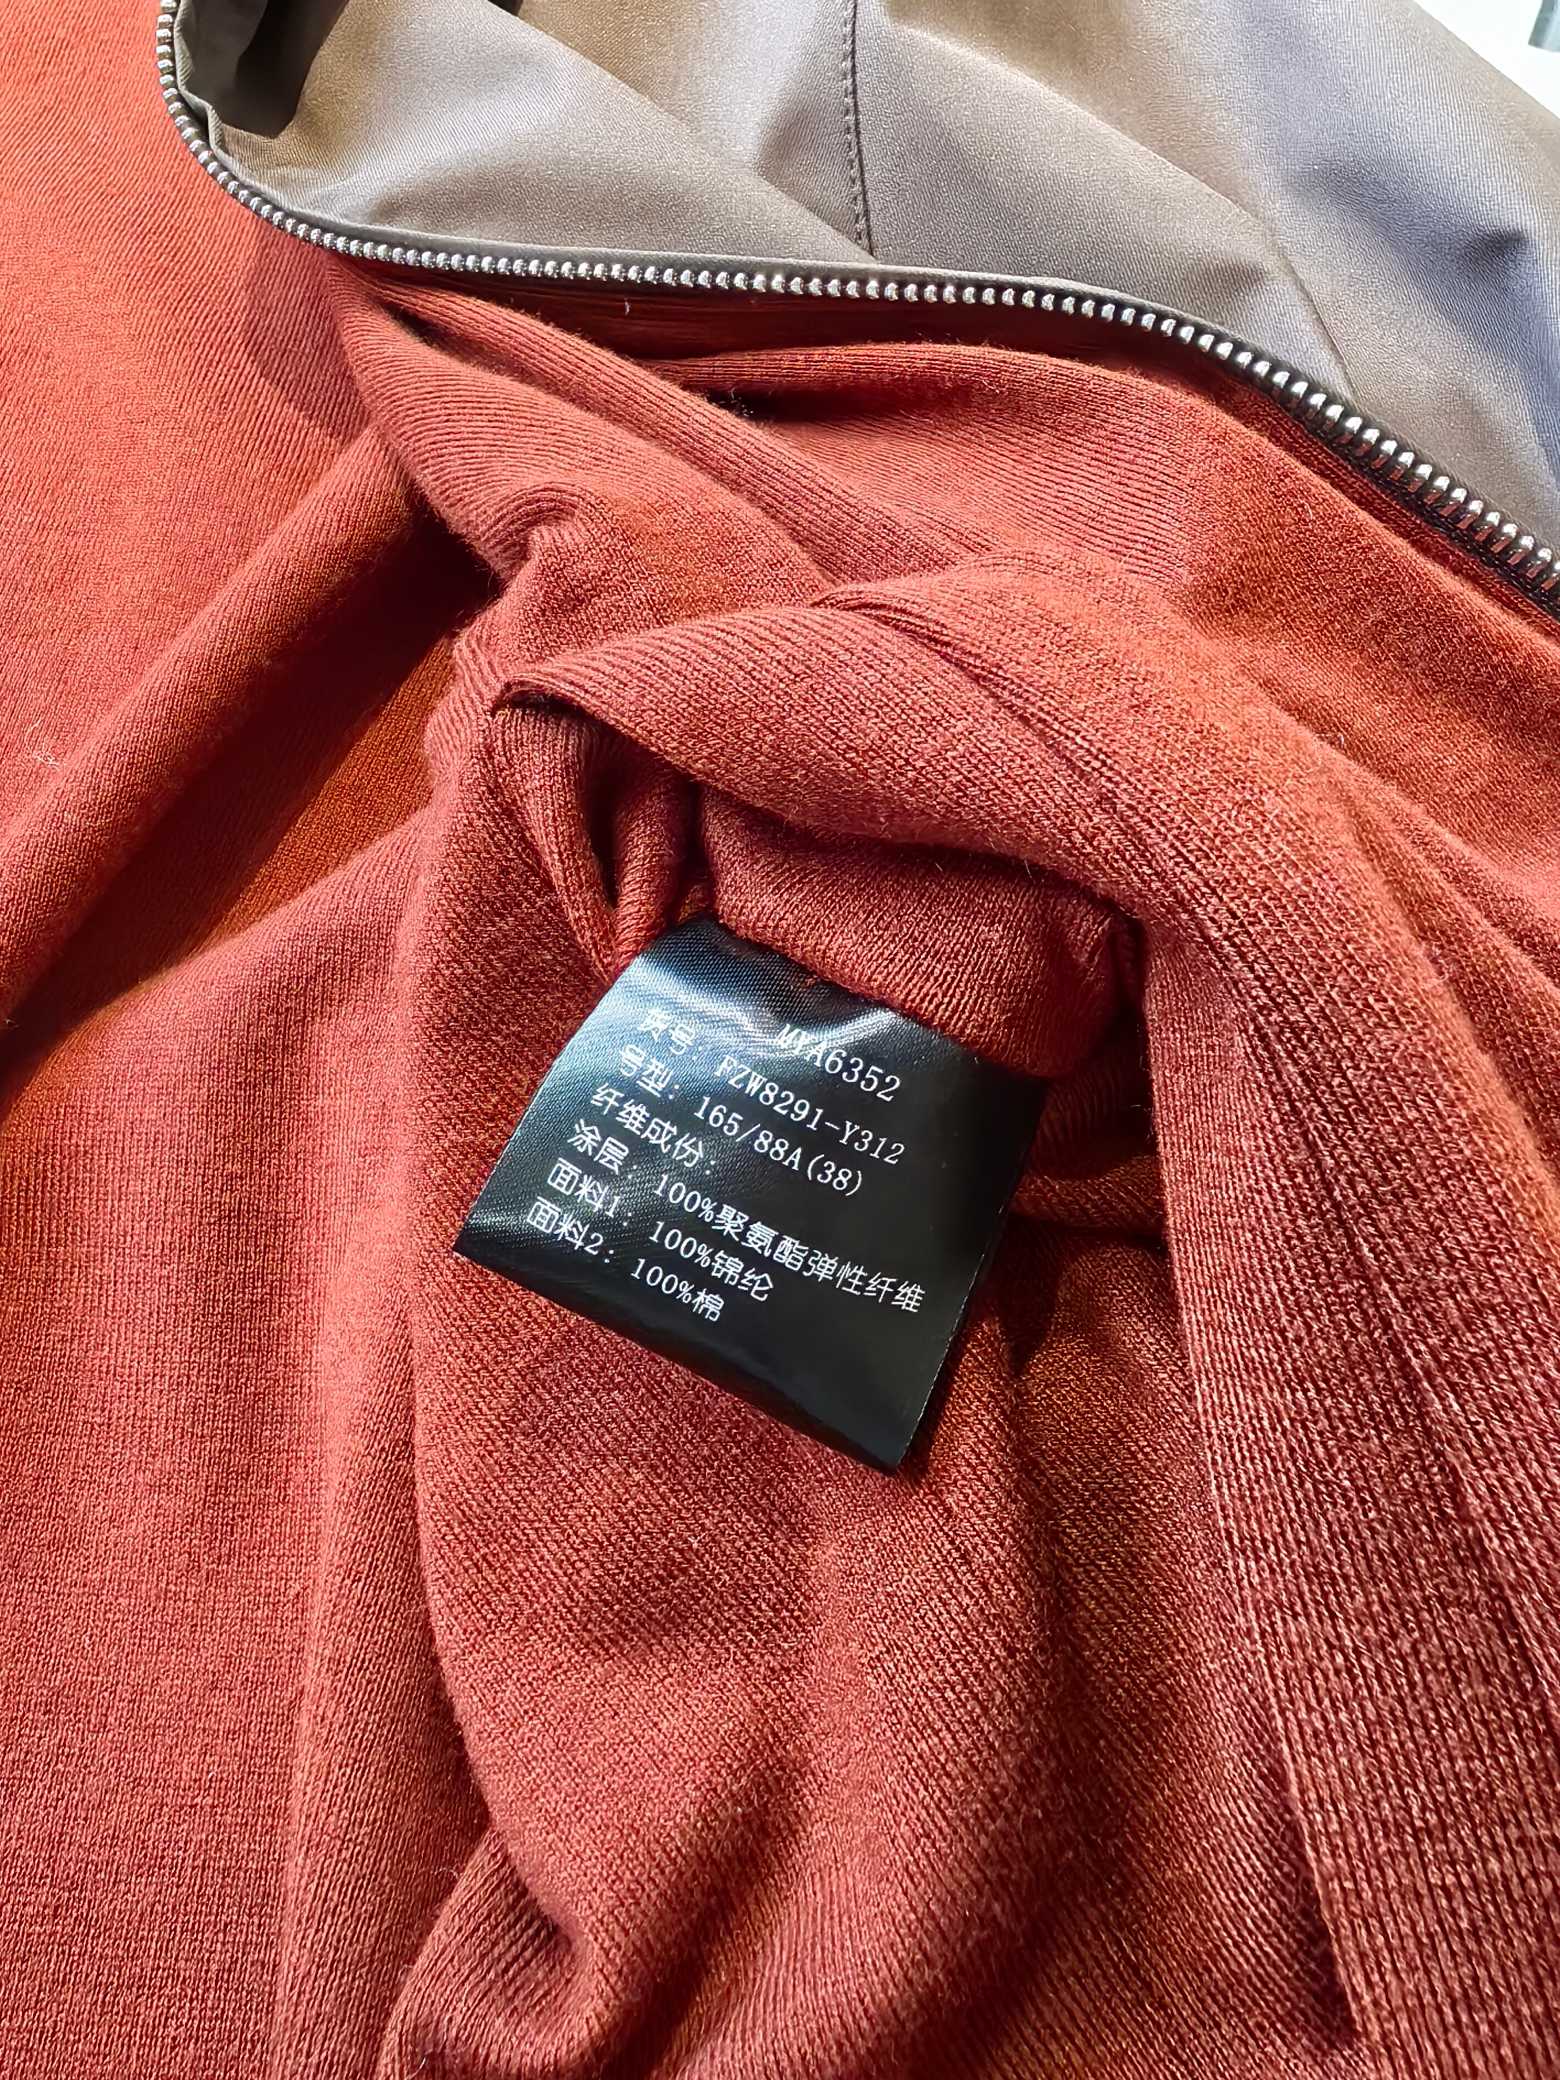 MYA6352
货号: FZW8291-Y312
号型: 165/88A(38)
纤维成份:
涂层: 100%聚氨酯弹性纤维
面料1: 100%锦纶
面料2: 100%棉